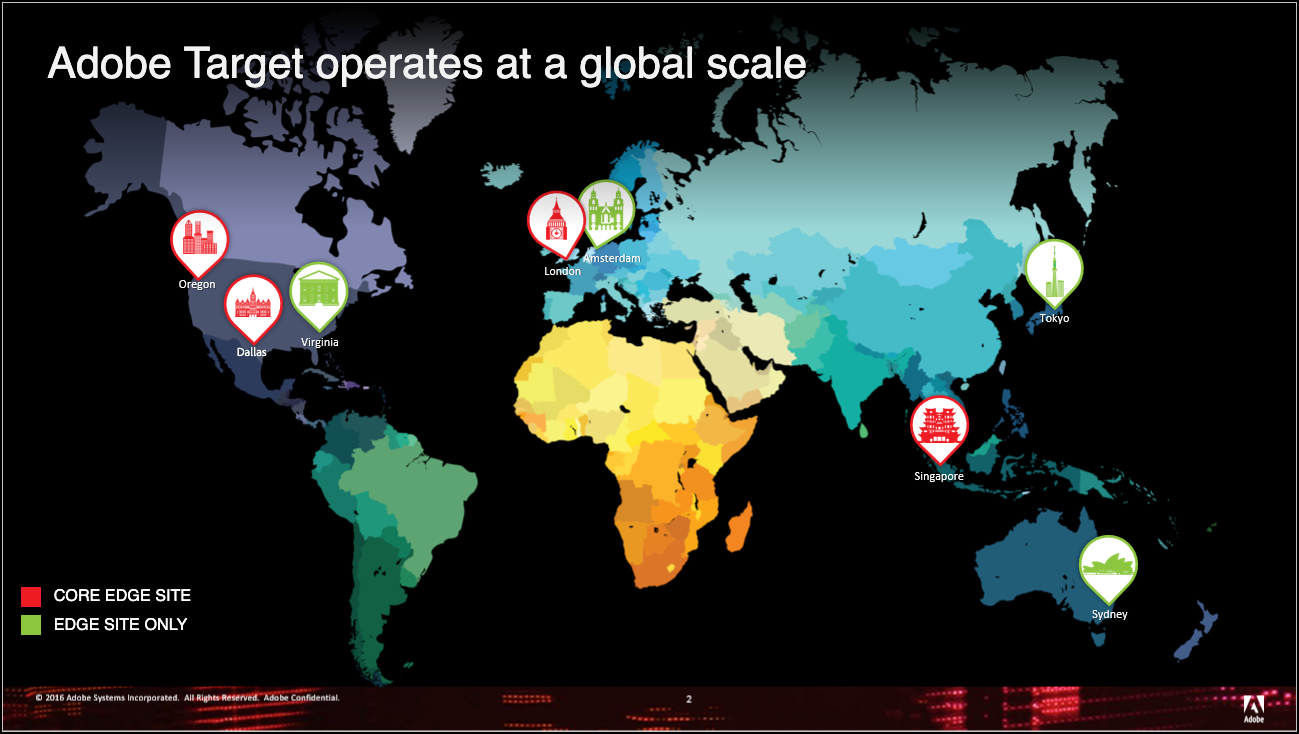 Adobe Target operates at a global scale
Oregon
Dallas
Virginia
London
Amsterdam
Tokyo
Singapore
Sydney
CORE EDGE SITE
EDGE SITE ONLY
© 2016 Adobe Systems Incorporated. All Rights Reserved. Adobe Confidential.
2
Adobe